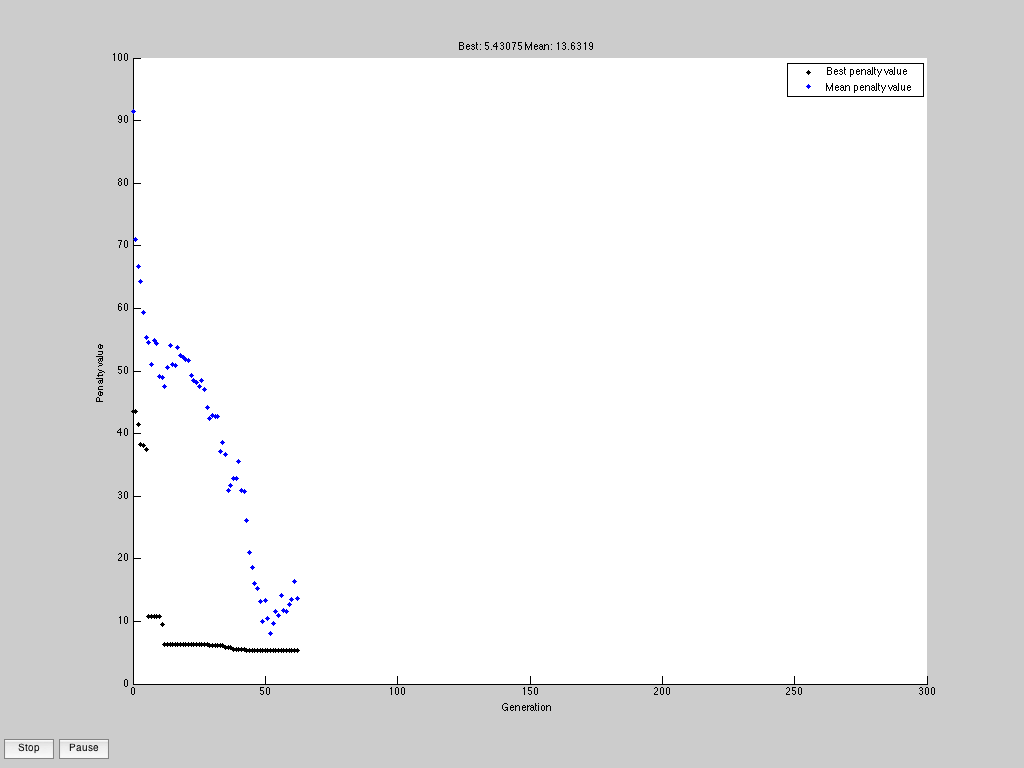 Best: 5.43075 Mean: 13.6319
Best penalty value
Mean penalty value
100
90
80
70
60
50
40
30
20
10
0
Penalty value
0 50 100 150 200 250 300
Generation
Stop Pause